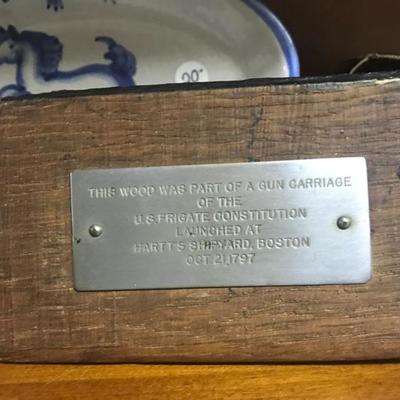 THIS WOOD WAS PART OF A GUN CARRIAGE
OF THE
U.S.FRIGATE CONSTITUTION
LAUNCHED AT
HARTT'S SHIPYARD, BOSTON
OCT 21,1797